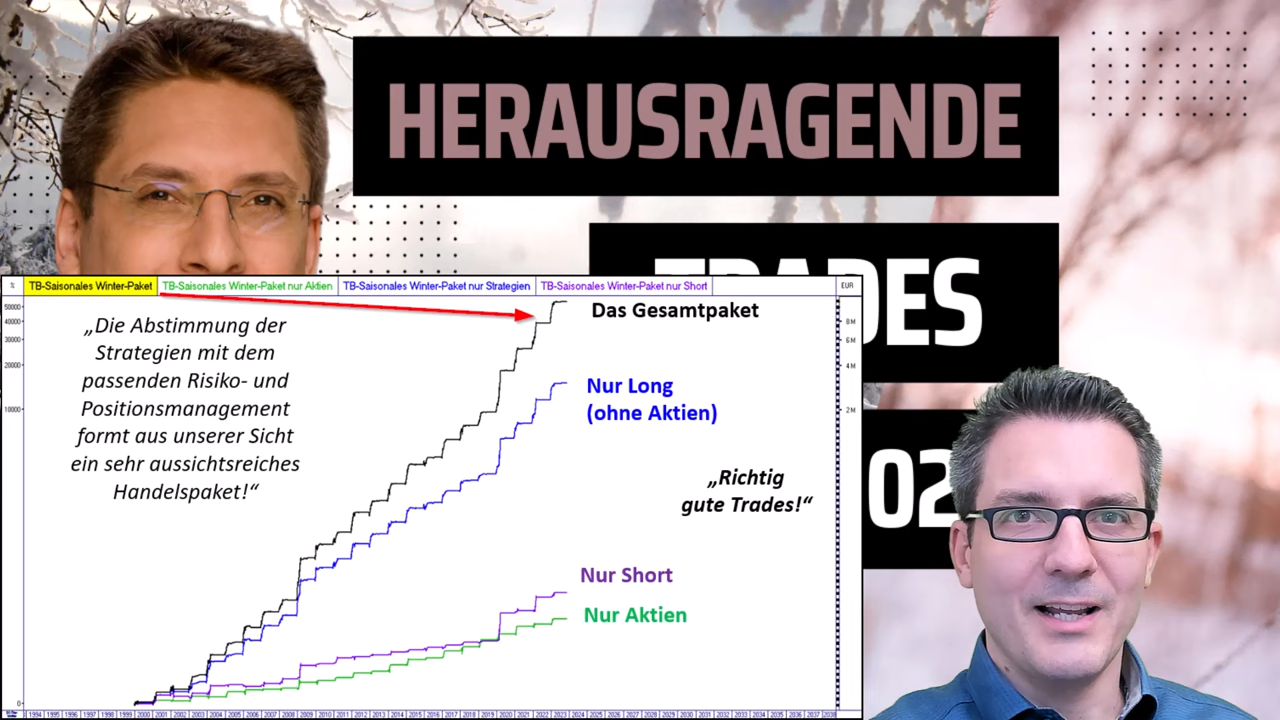 HERAUSRAGENDE
TRADES
02
% TB-Saisonales Winter-Paket TB-Saisonales Winter-Paket nur Aktien TB-Saisonales Winter-Paket nur Strategien TB-Saisonales Winter-Paket nur Short EUR
Das Gesamtpaket
„Die Abstimmung der
Strategien mit dem
passenden Risiko- und
Positionsmanagement
formt aus unserer Sicht
ein sehr aussichtsreiches
Handelspaket!“
Nur Long
(ohne Aktien)
„Richtig
gute Trades!“
Nur Short
Nur Aktien
50000
40000
30000
20000
10000
0
8 M
6 M
4 M
2 M
1994 1995 1996 1997 1998 1999 2000 2001 2002 2003 2004 2005 2006 2007 2008 2009 2010 2011 2012 2013 2014 2015 2016 2017 2018 2019 2020 2021 2022 2023 2024 2025 2026 2027 2028 2029 2030 2031 2032 2033 2034 2035 2036 2037 2038